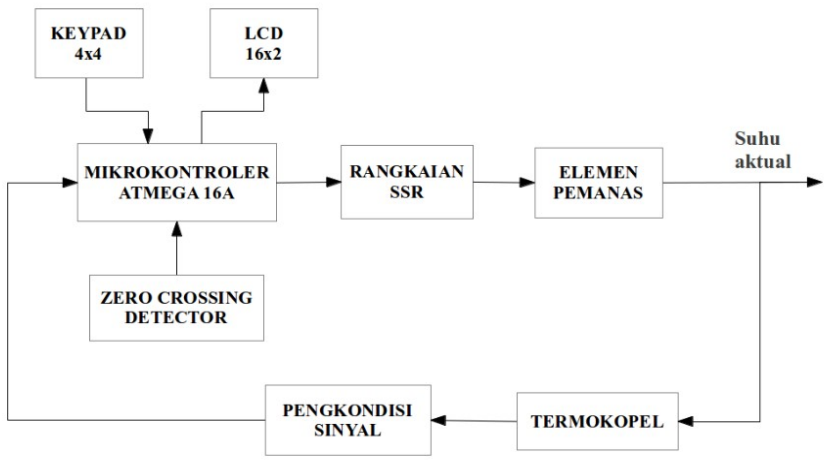 KEYPAD
4x4
LCD
16x2
Suhu
aktual
MIKROKONTROLER
ATMEGA 16A
RANGKAIAN
SSR
ELEMEN
PEMANAS
ZERO CROSSING
DETECTOR
PENGKONDISI
SINYAL
TERMOKOPEL